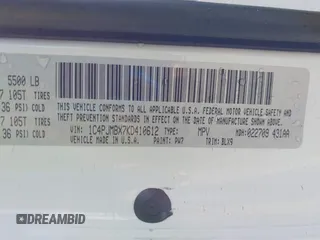 5500 LB
7 105T TIRES
36 PSI) COLD
7 105T TIRES
36 PSI) COLD
THIS VEHICLE CONFORMS TO ALL APPLICABLE U.S.A. FEDERAL MOTOR VEHICLE SAFETY AND
THEFT PREVENTION STANDARDS IN EFFECT ON THE DATE OF MANUFACTURE SHOWN ABOVE
VIN: 1C4PJMBX7KD410612 TYPE: MPV MDH: 022709 431AA
MADE IN U.S.A. PAINT: PW7 TRIM: BLX9
DREAMBID